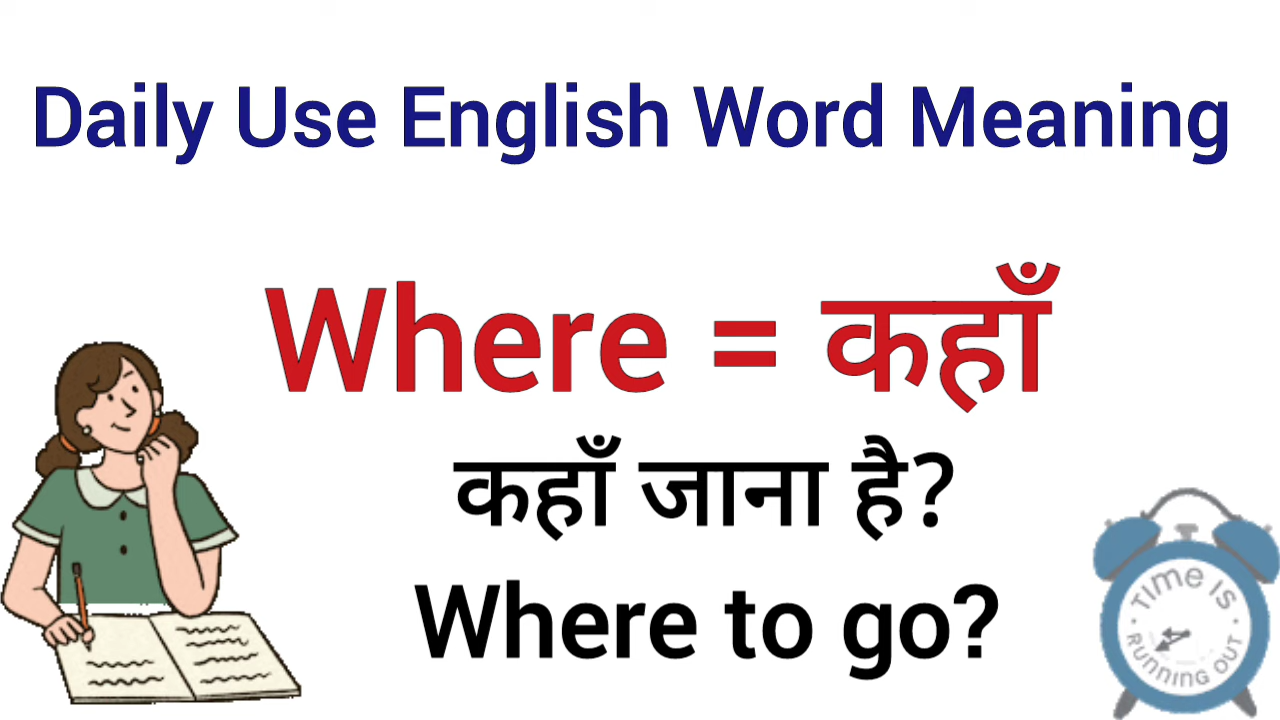 Daily Use English Word Meaning
Where = कहाँ
कहाँ जाना है?
Where to go?
TIME IS
RUNNING OUT